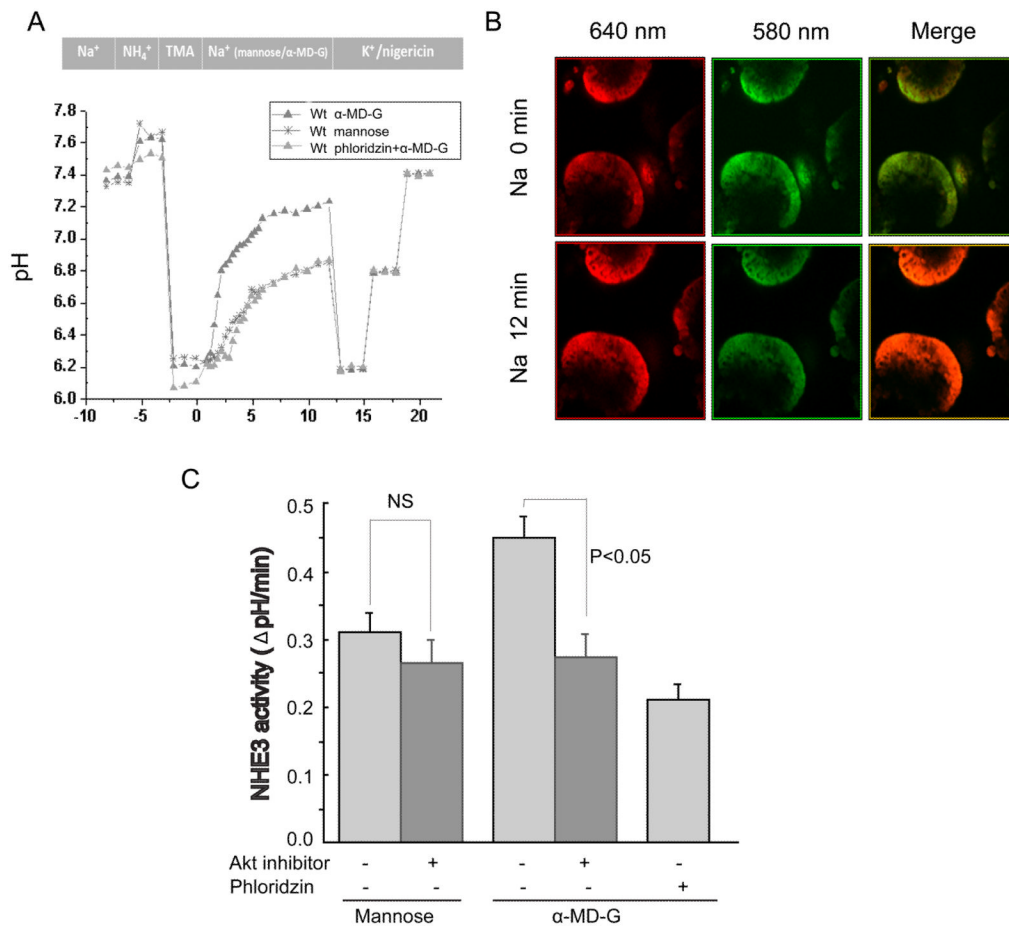 A
Na⁺ NH₄⁺ TMA Na⁺ (mannose/α-MD-G) K⁺/nigericin
Wt α-MD-G
Wt mannose
Wt phloridzin+α-MD-G
pH
7.8
7.6
7.4
7.2
7.0
6.8
6.6
6.4
6.2
6.0
-10 -5 0 5 10 15 20
B
640 nm 580 nm Merge
Na 0 min
Na 12 min
C
NHE3 activity (ΔpH/min)
0.5
0.4
0.3
0.2
0.1
0.0
NS
P<0.05
Akt inhibitor - + - + -
Phloridzin - - - - +
Mannose α-MD-G